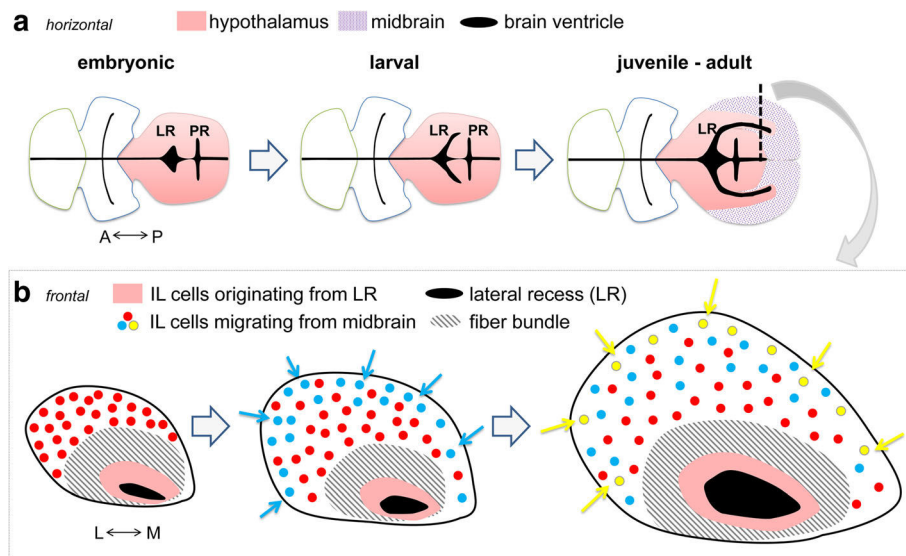 a horizontal hypothalamus midbrain brain ventricle
embryonic larval juvenile - adult
LR PR LR PR LR
A ⟷ P
b frontal IL cells originating from LR lateral recess (LR)
IL cells migrating from midbrain fiber bundle
L ⟷ M